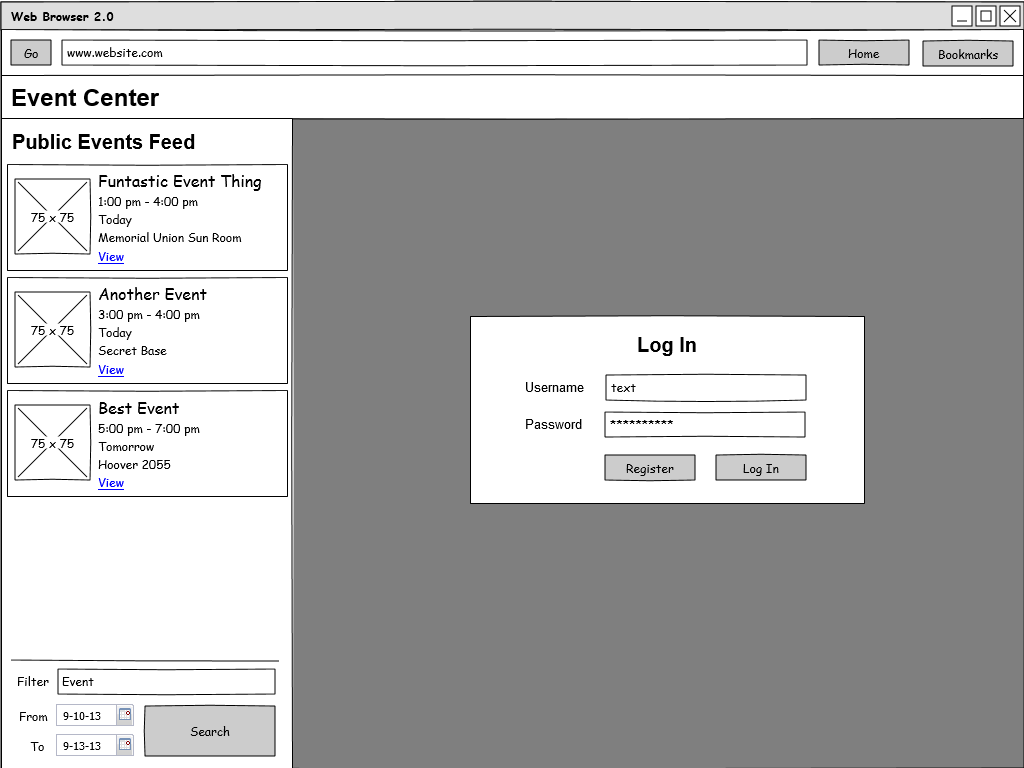 Web Browser 2.0
Go
www.website.com
Home
Bookmarks
Event Center
Public Events Feed
75 x 75
Funtastic Event Thing
1:00 pm - 4:00 pm
Today
Memorial Union Sun Room
View
75 x 75
Another Event
3:00 pm - 4:00 pm
Today
Secret Base
View
75 x 75
Best Event
5:00 pm - 7:00 pm
Tomorrow
Hoover 2055
View
Filter
Event
From
9-10-13
To
9-13-13
Search
Log In
Username
text
Password
**********
Register
Log In